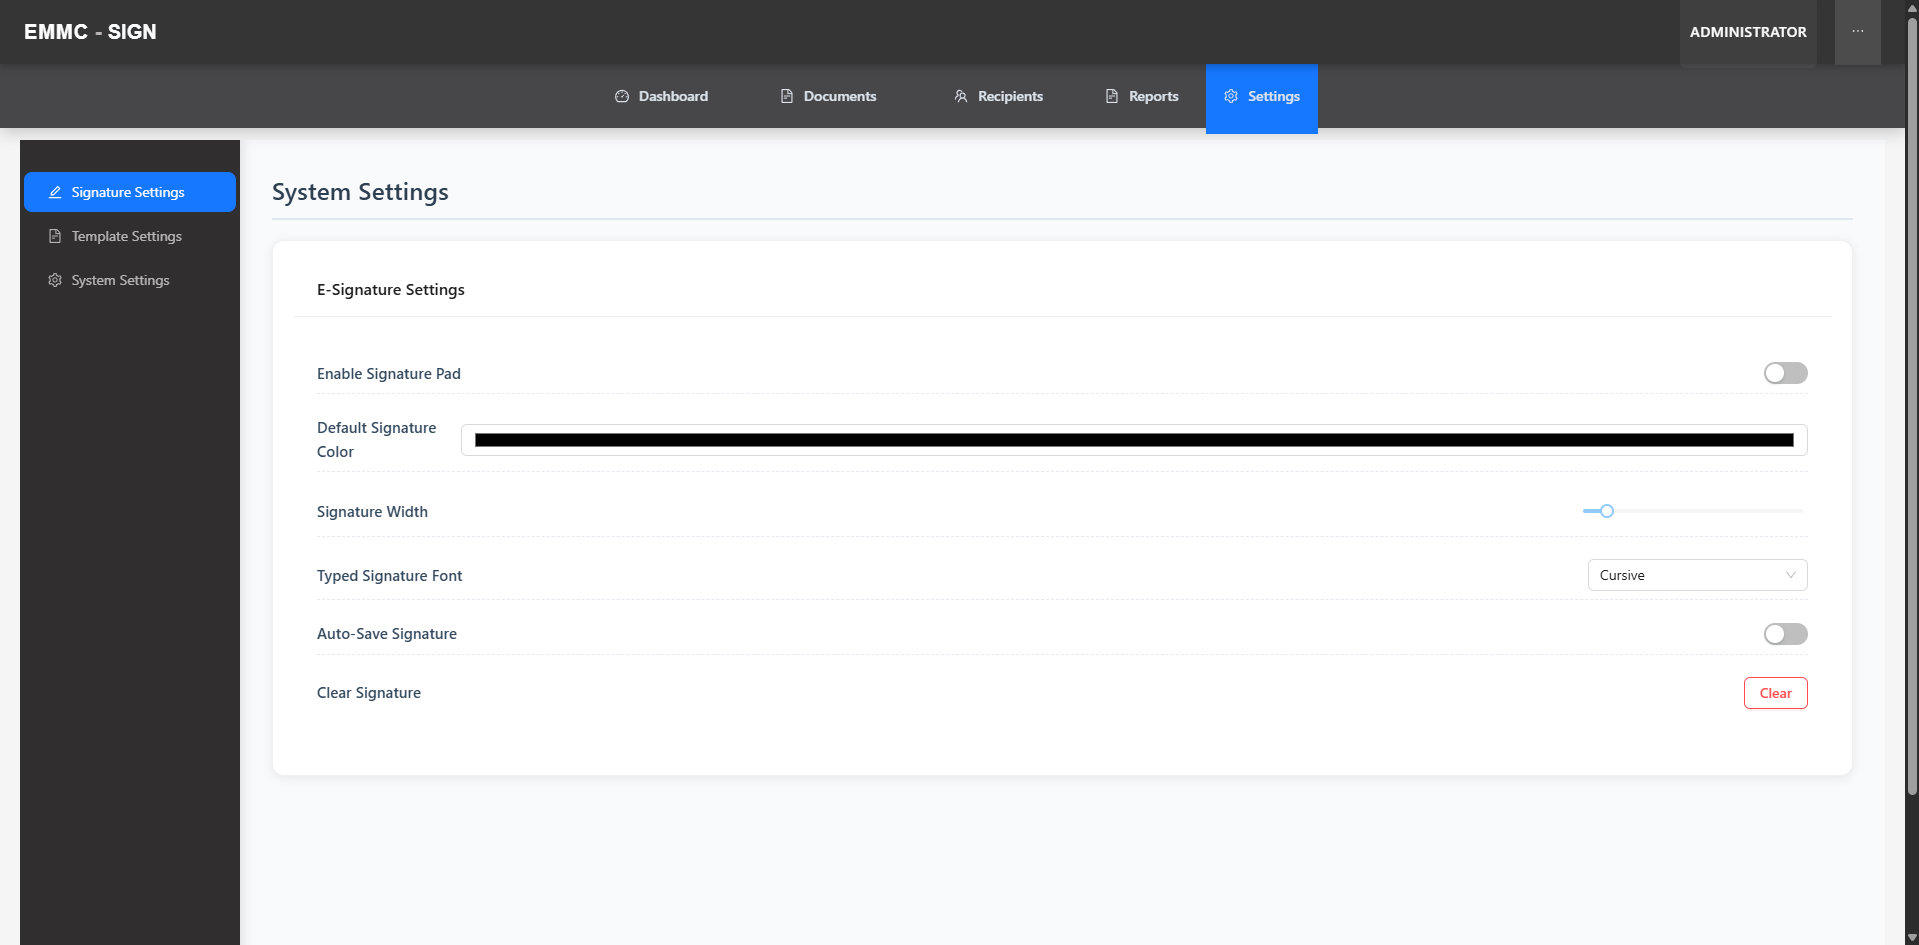 EMMC - SIGN
ADMINISTRATOR
...
Dashboard
Documents
Recipients
Reports
Settings
Signature Settings
Template Settings
System Settings
System Settings
E-Signature Settings
Enable Signature Pad
Default Signature
Color
Signature Width
Typed Signature Font
Cursive
Auto-Save Signature
Clear Signature
Clear